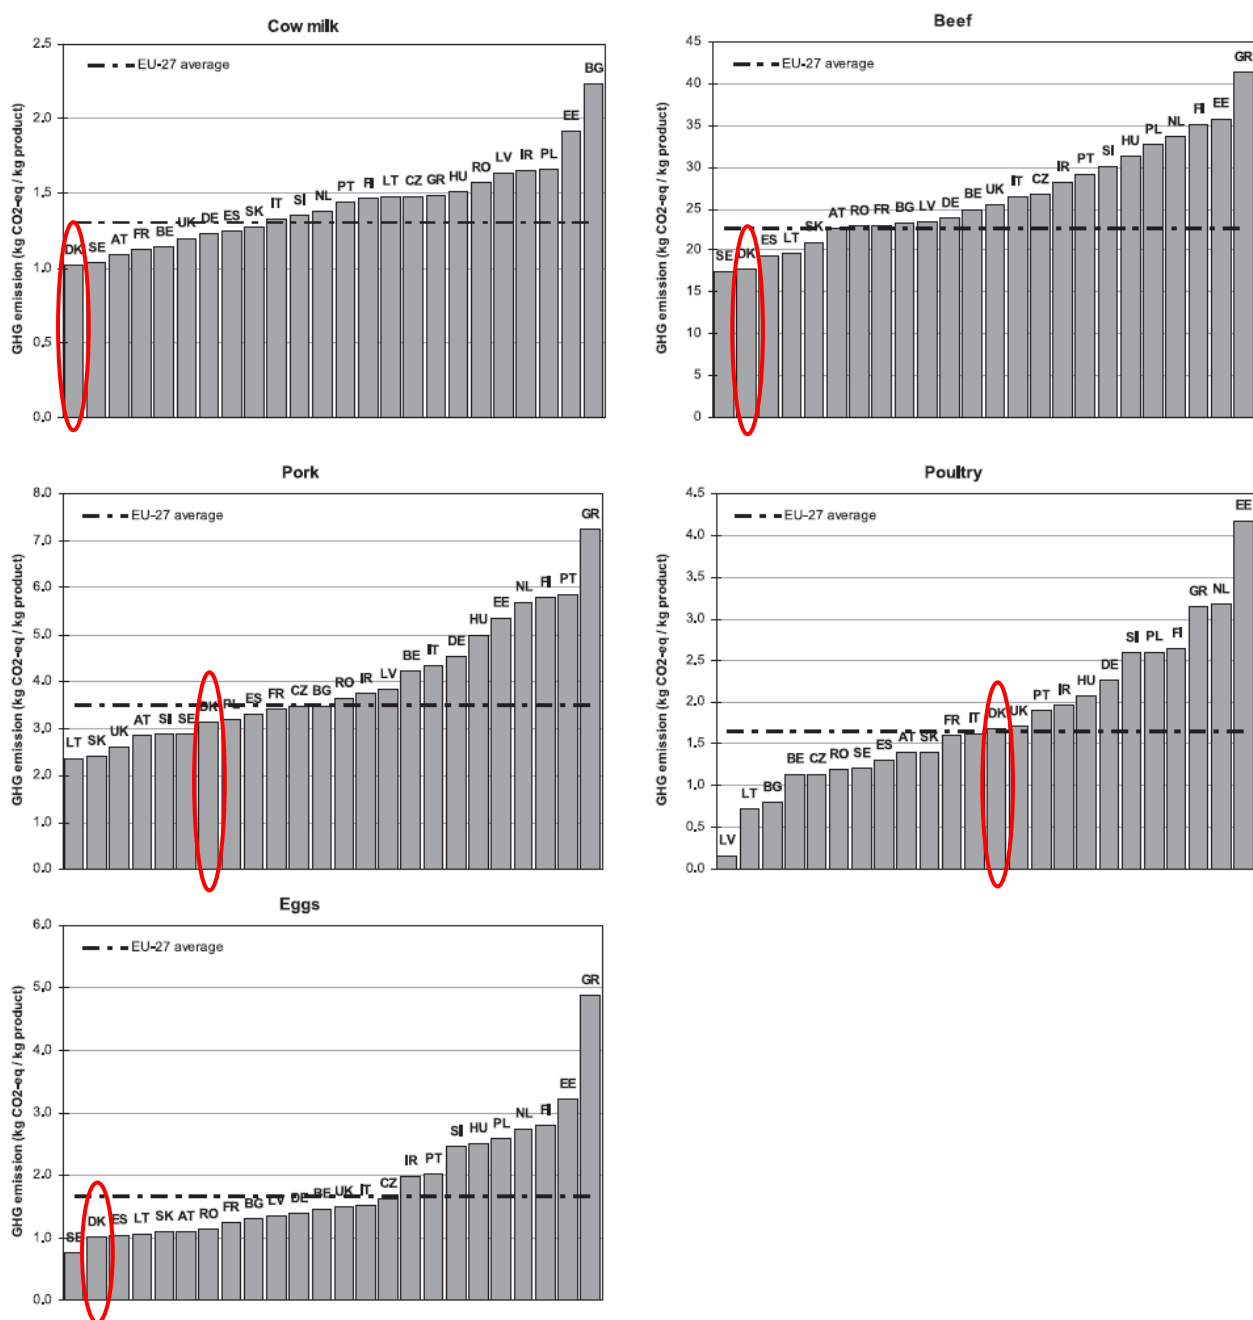 Cow milk
GHG emission (kg CO2-eq / kg product)
2.5
2.0
1.5
1.0
0.5
0.0
EU-27 average
DK SE AT FR BE UK DE ES SK IT SI NL PT FI LT CZ GR HU RO LV IR PL EE BG
Beef
GHG emission (kg CO2-eq / kg product)
45
40
35
30
25
20
15
10
5
0
EU-27 average
SE DK ES LT SK AT RO FR BG LV DE BE UK IT CZ IR PT SI HU PL NL FI EE GR
Pork
GHG emission (kg CO2-eq / kg product)
8.0
7.0
6.0
5.0
4.0
3.0
2.0
1.0
0.0
EU-27 average
LT SK UK AT SI SE DK PL ES FR CZ BG RO IR LV BE IT DE HU EE NL FI PT GR
Poultry
GHG emission (kg CO2-eq / kg product)
4.5
4.0
3.5
3.0
2.5
2.0
1.5
1.0
0.5
0.0
EU-27 average
LV LT BG BE CZ RO SE ES AT SK FR IT DK UK PT IR HU DE SI PL FI GR NL EE
Eggs
GHG emission (kg CO2-eq / kg product)
6.0
5.0
4.0
3.0
2.0
1.0
0.0
EU-27 average
SE DK ES LT SK AT RO FR BG LV DE BE UK IT CZ IR PT SI HU PL NL FI EE GR